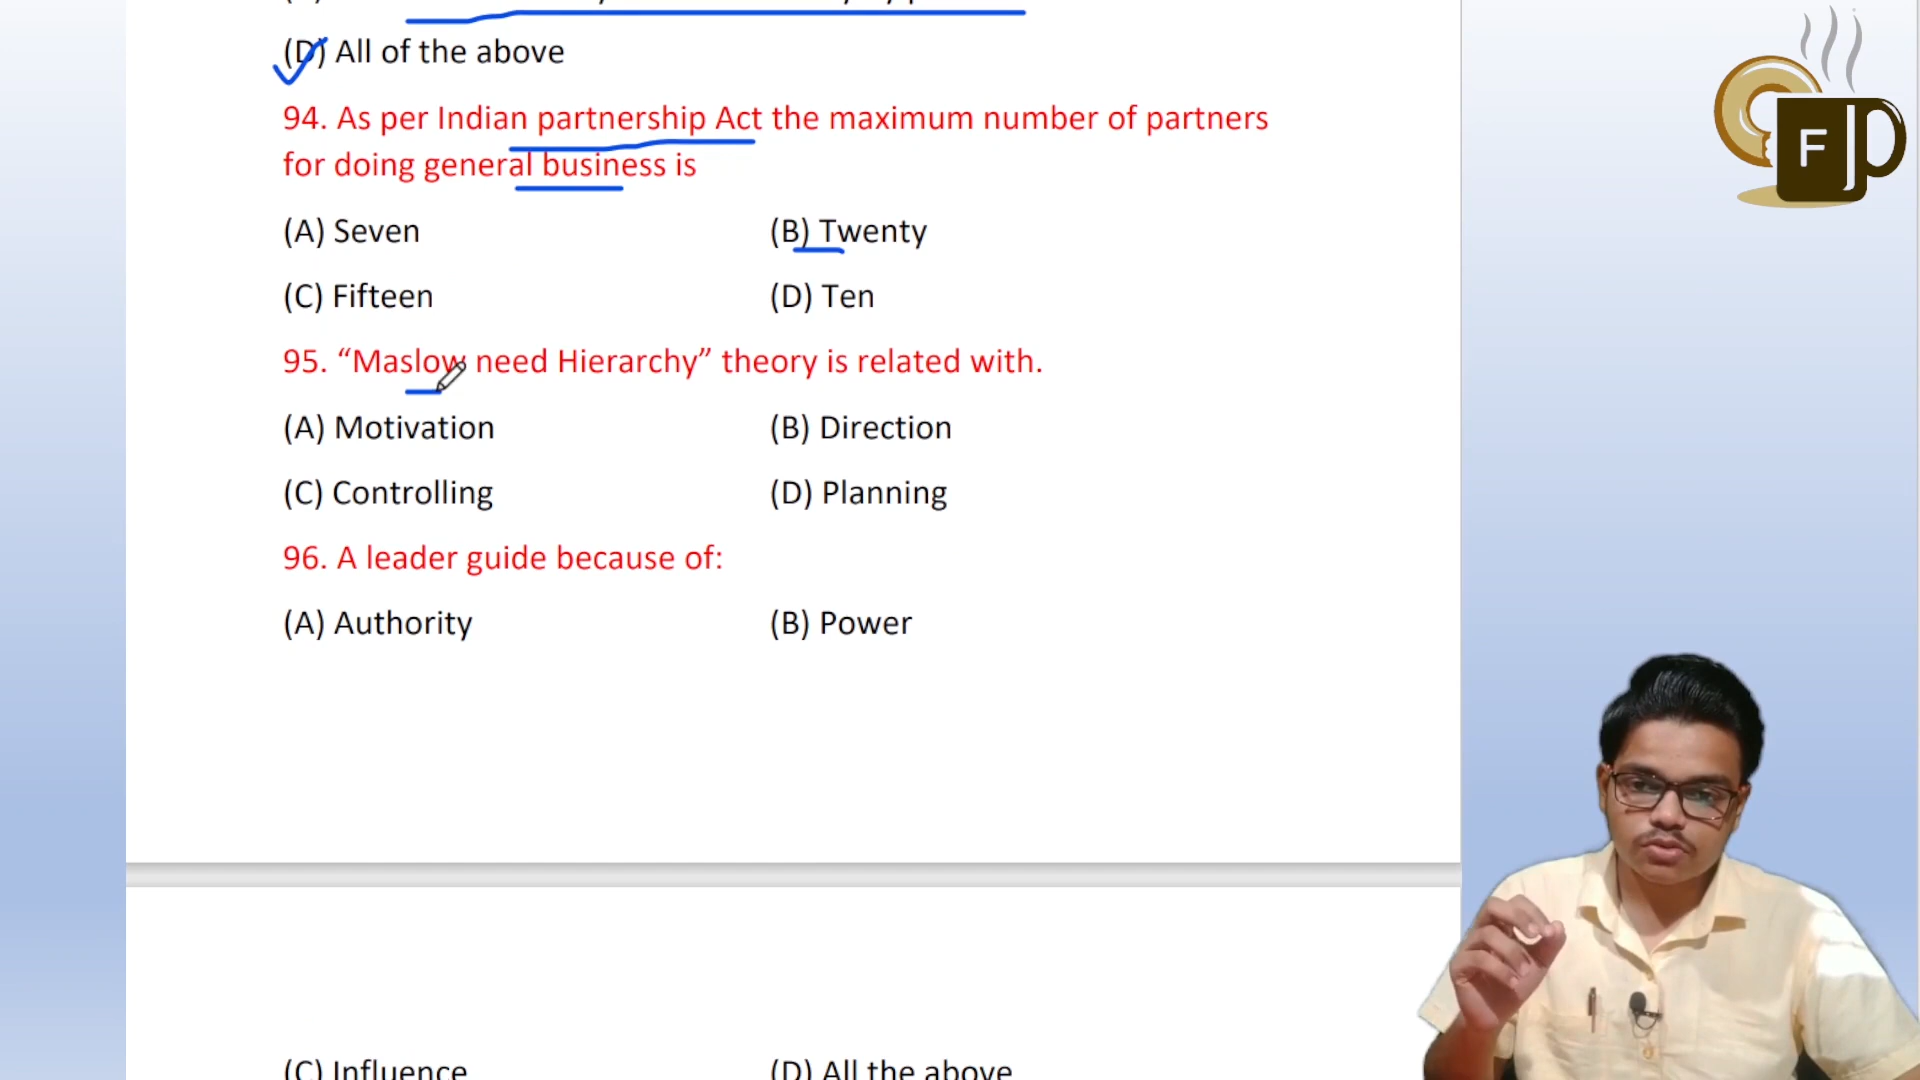 (D) All of the above
94. As per Indian partnership Act the maximum number of partners
for doing general business is
(A) Seven (B) Twenty
(C) Fifteen (D) Ten
95. “Maslow need Hierarchy” theory is related with.
(A) Motivation (B) Direction
(C) Controlling (D) Planning
96. A leader guide because of:
(A) Authority (B) Power
(C) Influence (D) All the above
F